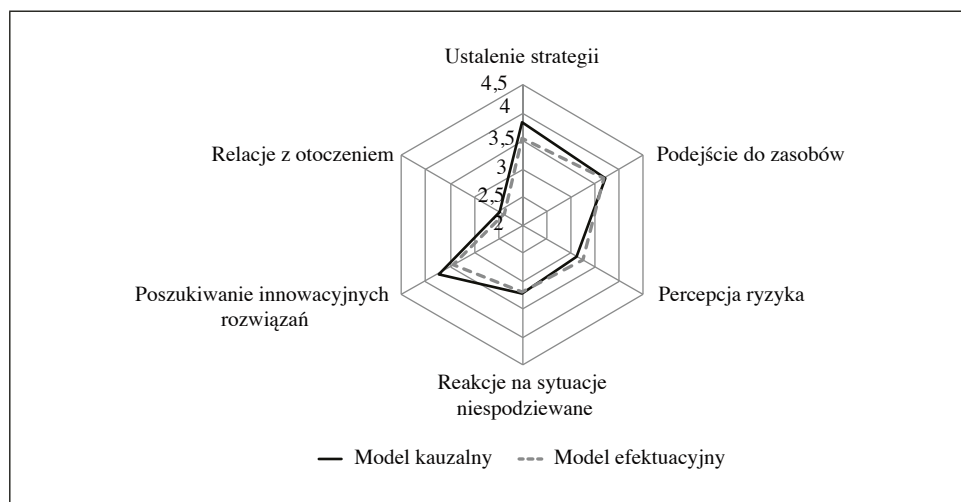 Ustalenie strategii
4,5
4
3,5
3
2,5
2
Relacje z otoczeniem
Podejście do zasobów
Poszukiwanie innowacyjnych
rozwiązań
Percepcja ryzyka
Reakcje na sytuacje
niespodziewane
Model kauzalny
Model efektuacyjny